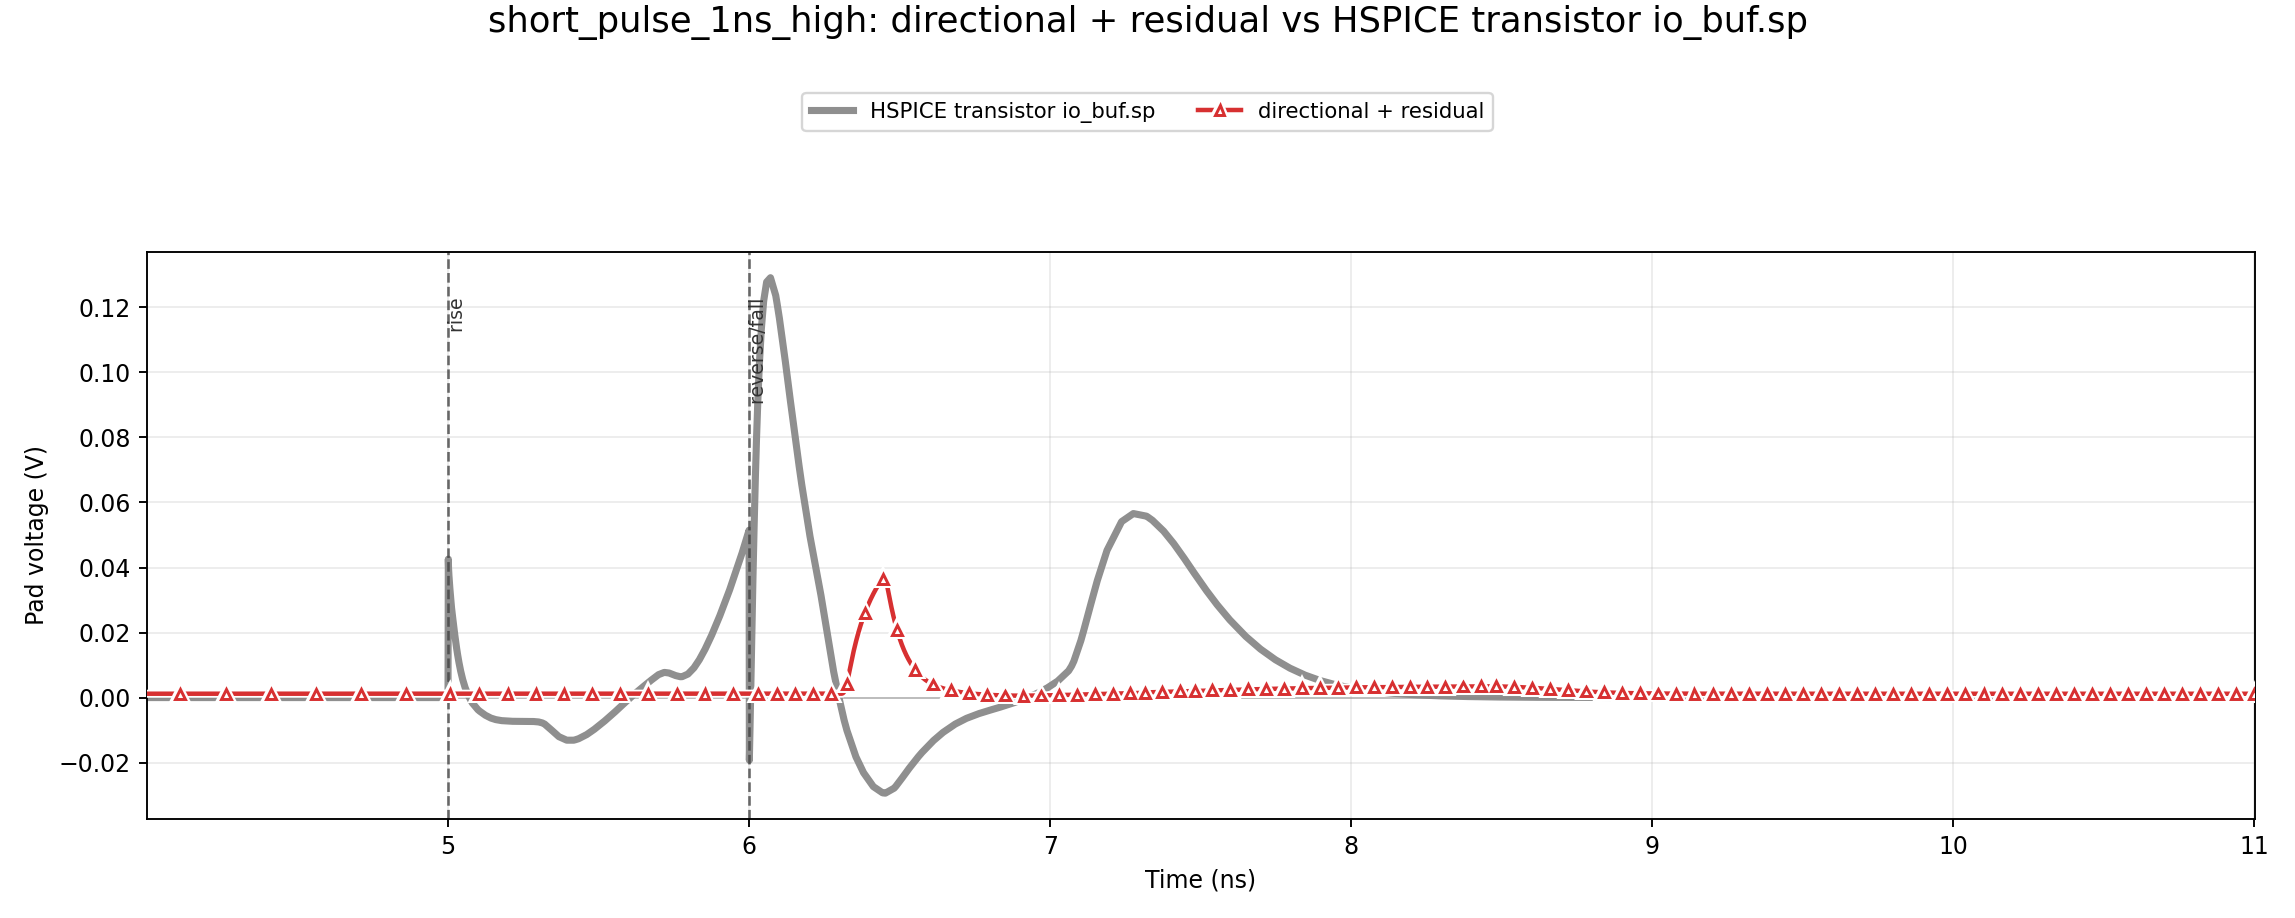 short_pulse_1ns_high: directional + residual vs HSPICE transistor io_buf.sp
HSPICE transistor io_buf.sp
directional + residual
rise
reverse/fall
0.12
0.10
0.08
0.06
0.04
0.02
0.00
−0.02
Pad voltage (V)
5
6
7
8
9
10
11
Time (ns)